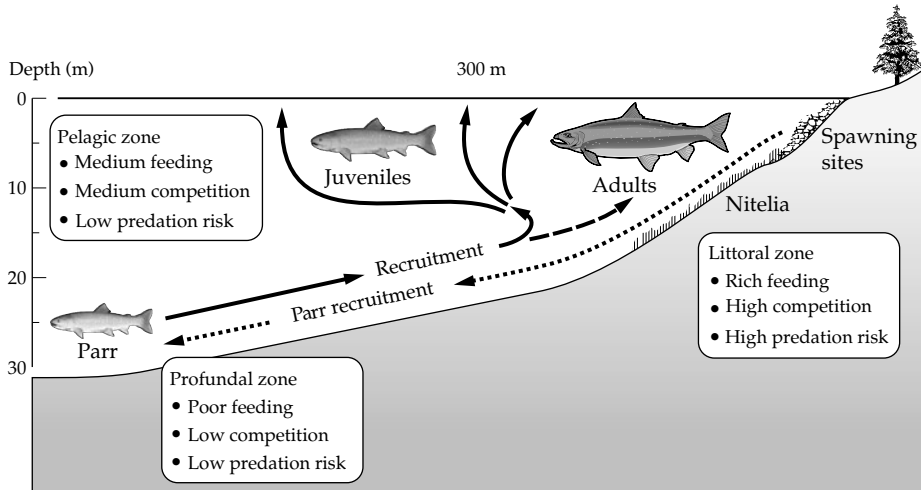 Depth (m)
300 m
0
10
20
30
Pelagic zone
• Medium feeding
• Medium competition
• Low predation risk
Juveniles
Adults
Spawning
sites
Nitelia
Recruitment
Parr recruitment
Parr
Littoral zone
• Rich feeding
• High competition
• High predation risk
Profundal zone
• Poor feeding
• Low competition
• Low predation risk